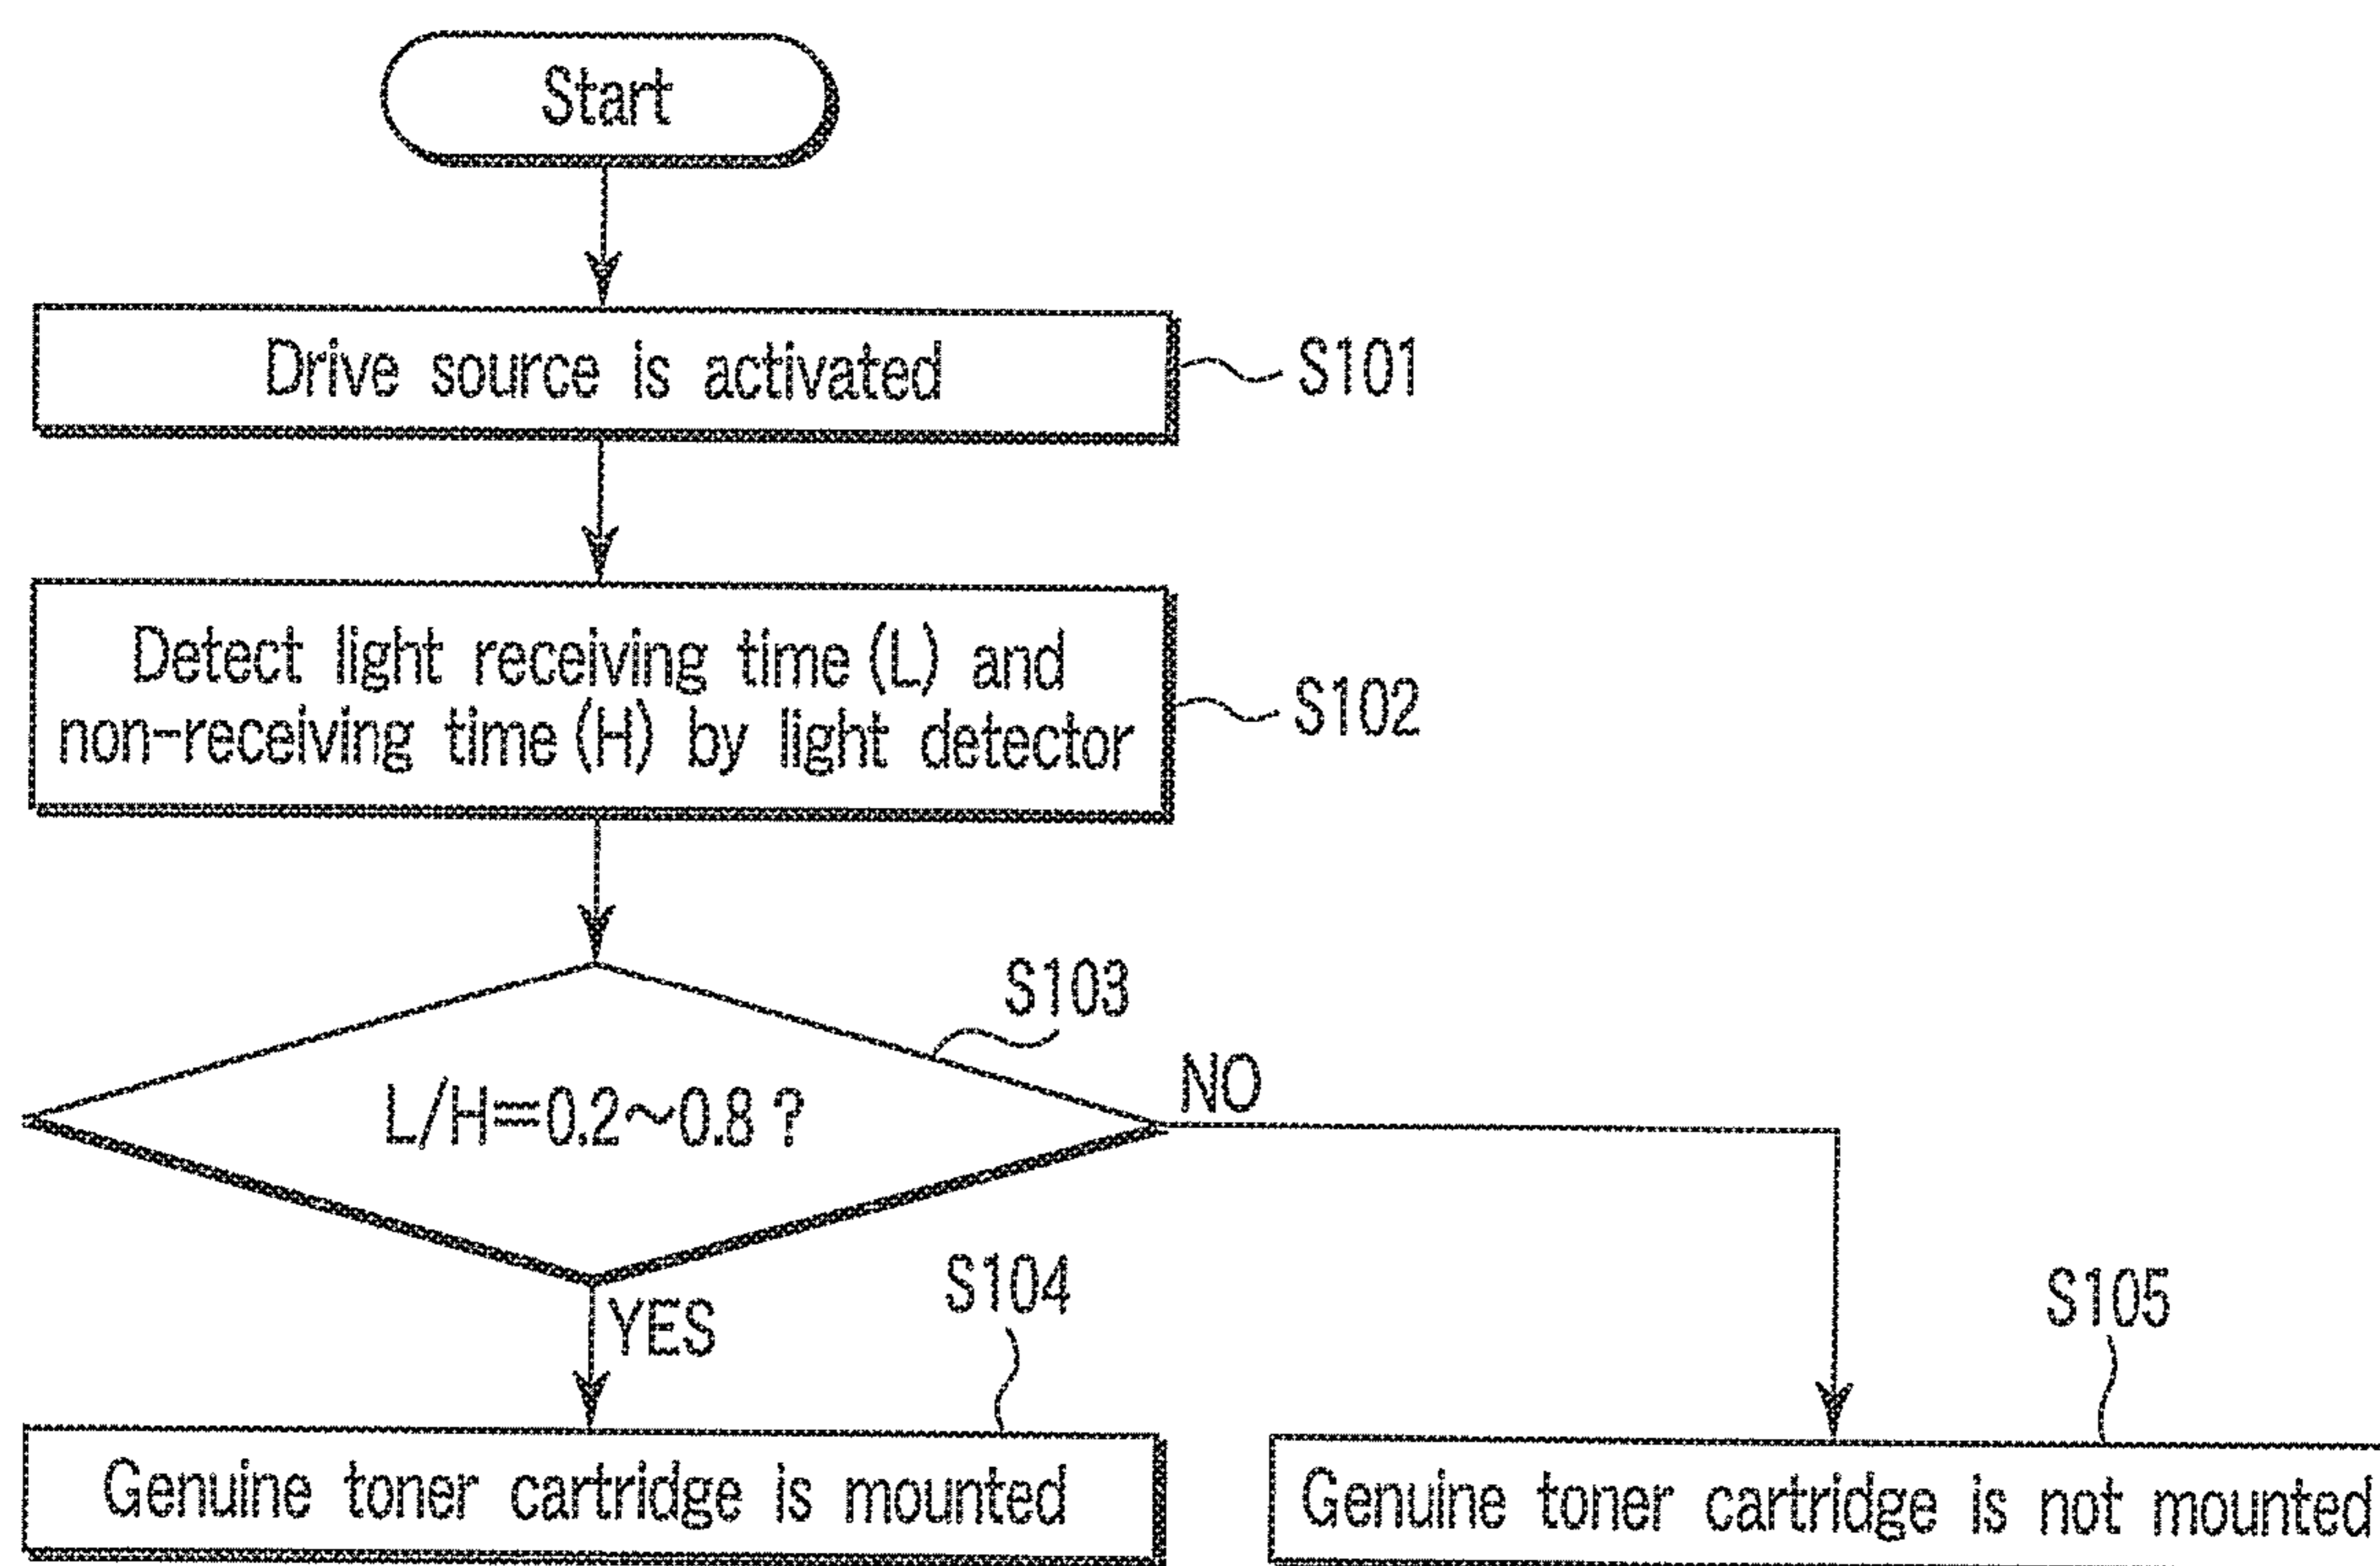 Start
Drive source is activated
S101
Detect light receiving time (L) and
non-receiving time (H) by light detector
S102
S103
L/H=0.2~0.8 ?
NO
YES
S104
S105
Genuine toner cartridge is mounted
Genuine toner cartridge is not mounted